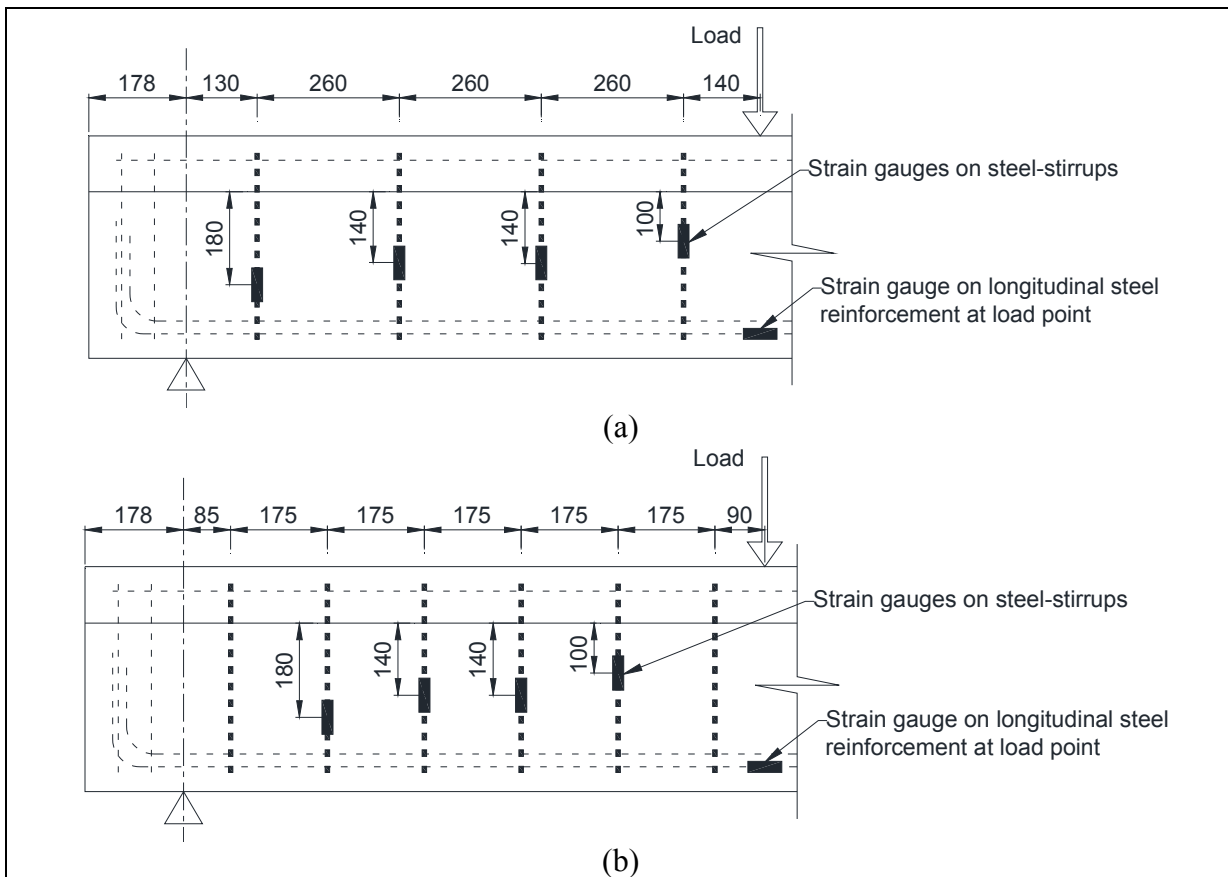 Load
178 130 260 260 260 140
Strain gauges on steel-stirrups
180 140 140 100
Strain gauge on longitudinal steel
reinforcement at load point
(a)
Load
178 85 175 175 175 175 175 90
Strain gauges on steel-stirrups
180 140 140 100
Strain gauge on longitudinal steel
reinforcement at load point
(b)